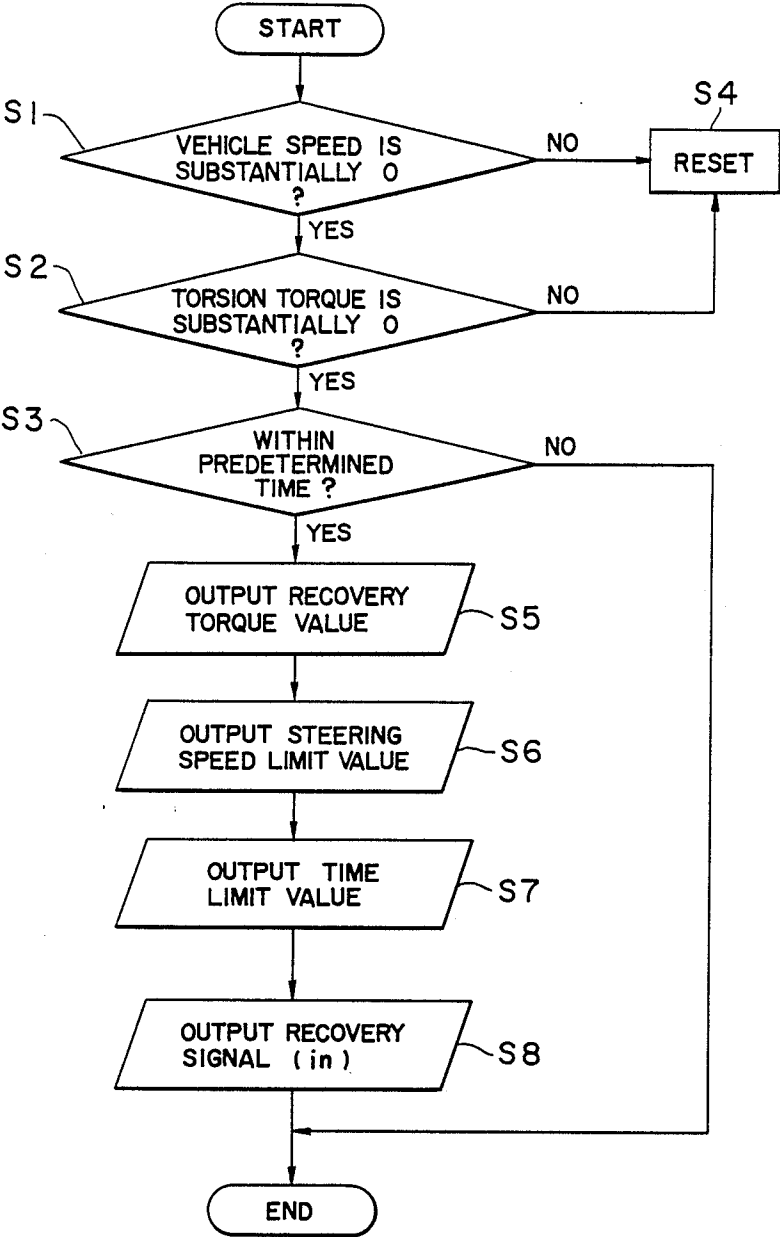 START
S1
VEHICLE SPEED IS
SUBSTANTIALLY 0
?
NO
S4
RESET
YES
S2
TORSION TORQUE IS
SUBSTANTIALLY 0
?
NO
YES
S3
WITHIN
PREDETERMINED
TIME ?
NO
YES
OUTPUT RECOVERY
TORQUE VALUE
S5
OUTPUT STEERING
SPEED LIMIT VALUE
S6
OUTPUT TIME
LIMIT VALUE
S7
OUTPUT RECOVERY
SIGNAL (in)
S8
END